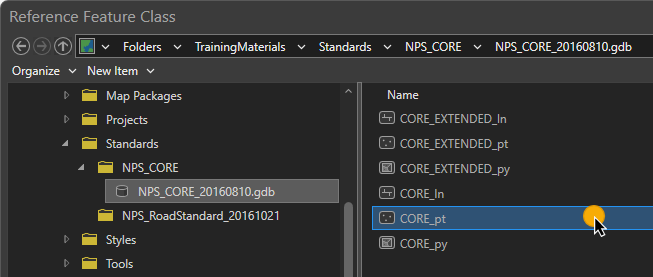 Reference Feature Class
Folders TrainingMaterials Standards NPS_CORE NPS_CORE_20160810.gdb
Organize New Item
Map Packages
Projects
Standards
NPS_CORE
NPS_CORE_20160810.gdb
NPS_RoadStandard_20161021
Styles
Tools
Name
CORE_EXTENDED_ln
CORE_EXTENDED_pt
CORE_EXTENDED_py
CORE_ln
CORE_pt
CORE_py